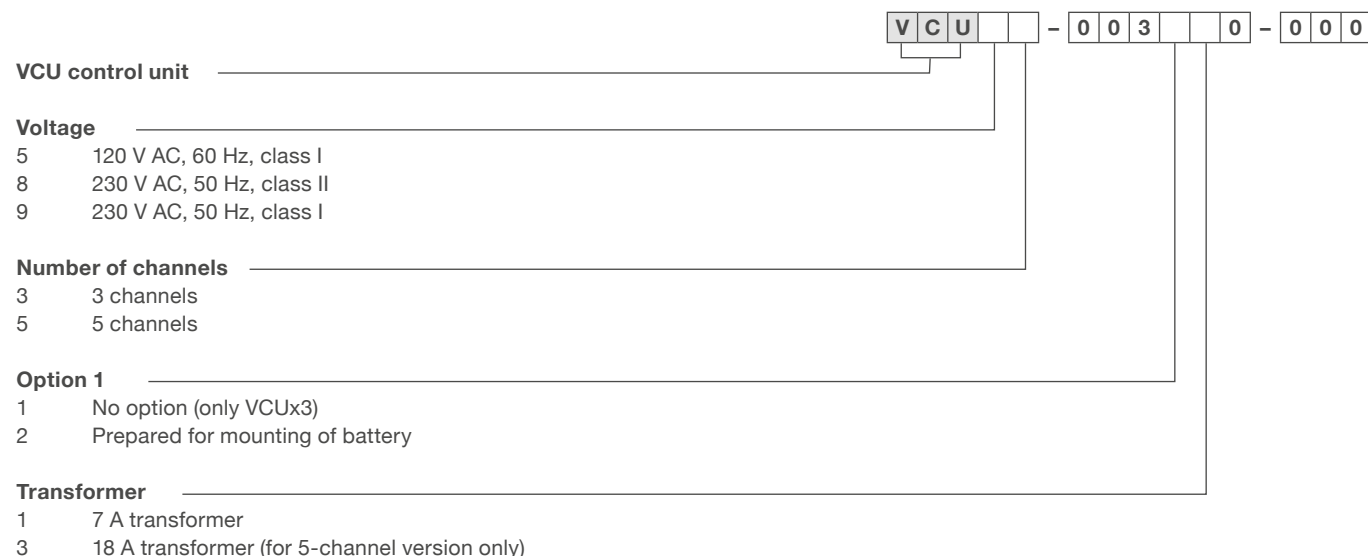 V C U – 0 0 3 0 – 0 0 0
VCU control unit
Voltage
5 120 V AC, 60 Hz, class I
8 230 V AC, 50 Hz, class II
9 230 V AC, 50 Hz, class I
Number of channels
3 3 channels
5 5 channels
Option 1
1 No option (only VCUx3)
2 Prepared for mounting of battery
Transformer
1 7 A transformer
3 18 A transformer (for 5-channel version only)